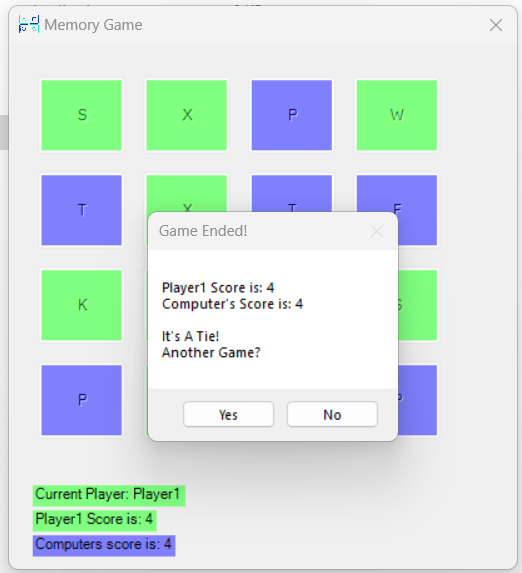 Memory Game
S X P W
T X T
K S
P P
Game Ended!
Player1 Score is: 4
Computer's Score is: 4
It's A Tie!
Another Game?
Yes No
Current Player: Player1
Player1 Score is: 4
Computers score is: 4